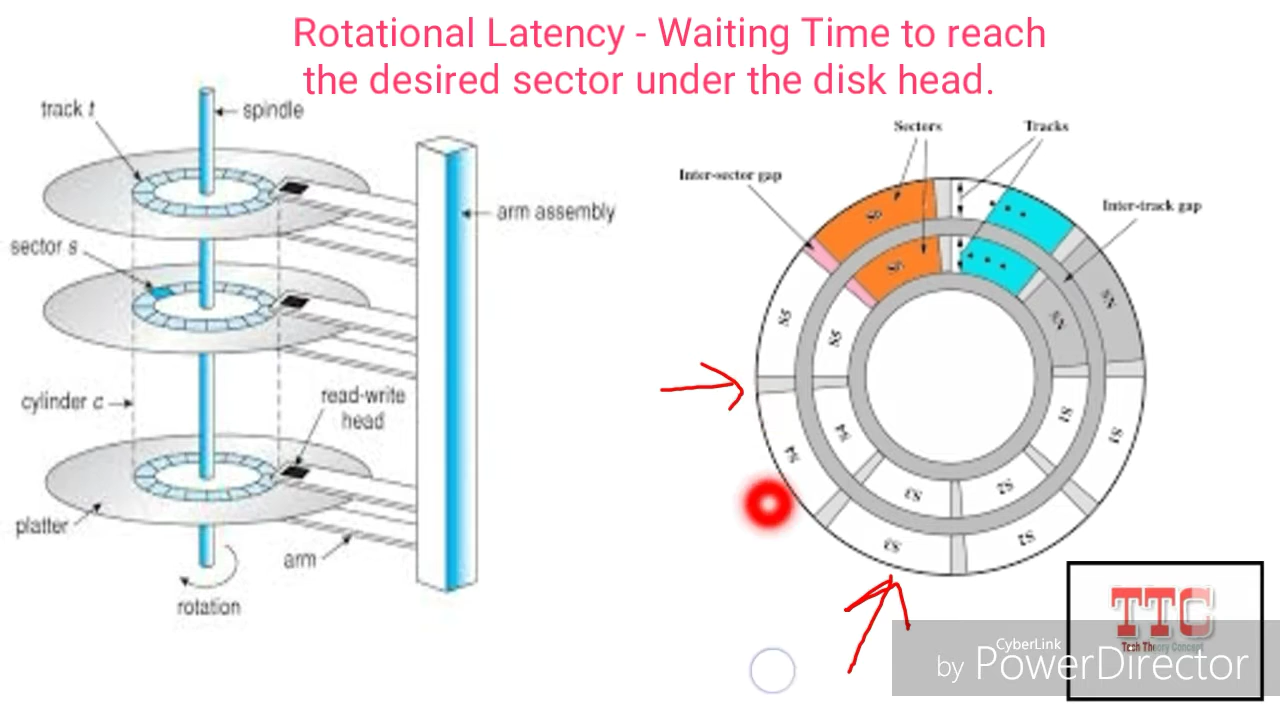 Rotational Latency - Waiting Time to reach
the desired sector under the disk head.
track t
spindle
arm assembly
sector s
cylinder c
read-write
head
platter
arm
rotation
Sectors
Tracks
Inter-sector gap
Inter-track gap
S6
S6
SN
SN
S5
S5
S4
S4
S1
S1
S3
S2
S3
S2
TTC
Tech Theory Concept
CyberLink
by PowerDirector